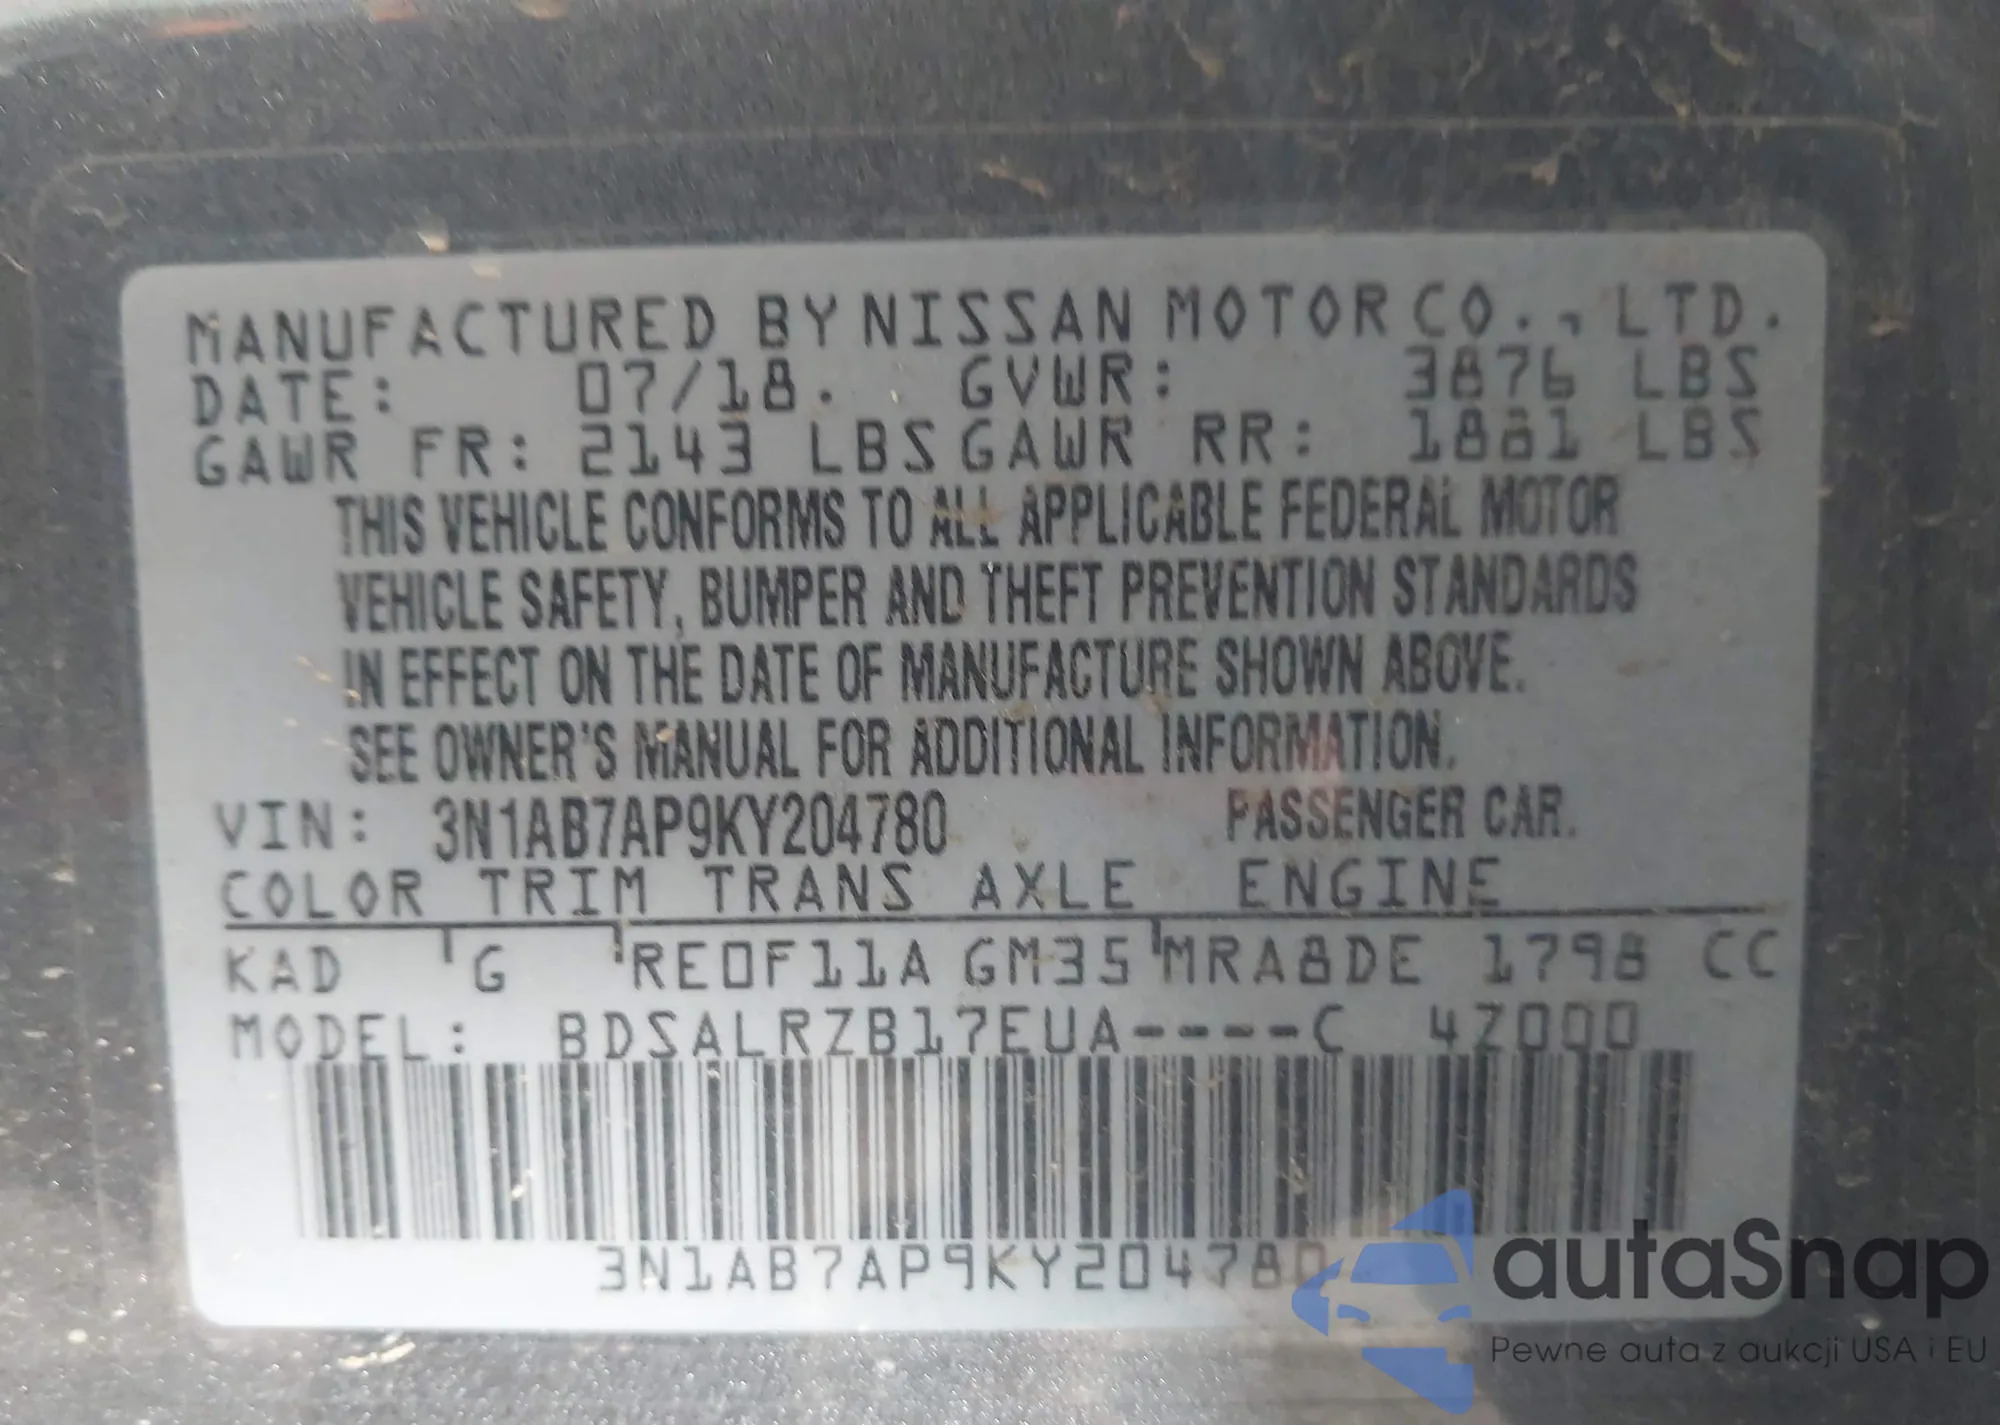 MANUFACTURED BY NISSAN MOTOR CO., LTD.
DATE: 07/18. GVWR: 3876 LBS
GAWR FR: 2143 LBS GAWR RR: 1881 LBS
THIS VEHICLE CONFORMS TO ALL APPLICABLE FEDERAL MOTOR
VEHICLE SAFETY, BUMPER AND THEFT PREVENTION STANDARDS
IN EFFECT ON THE DATE OF MANUFACTURE SHOWN ABOVE.
SEE OWNER'S MANUAL FOR ADDITIONAL INFORMATION.
VIN: 3N1AB7AP9KY204780 PASSENGER CAR.
COLOR TRIM TRANS AXLE ENGINE
KAD G RE0F11A GM35 MRA8DE 1798 CC
MODEL: BDSALRZB17EUA----C 4Z000
3N1AB7AP9KY204780
autaSnap
Pewne auta z aukcji USA i EU